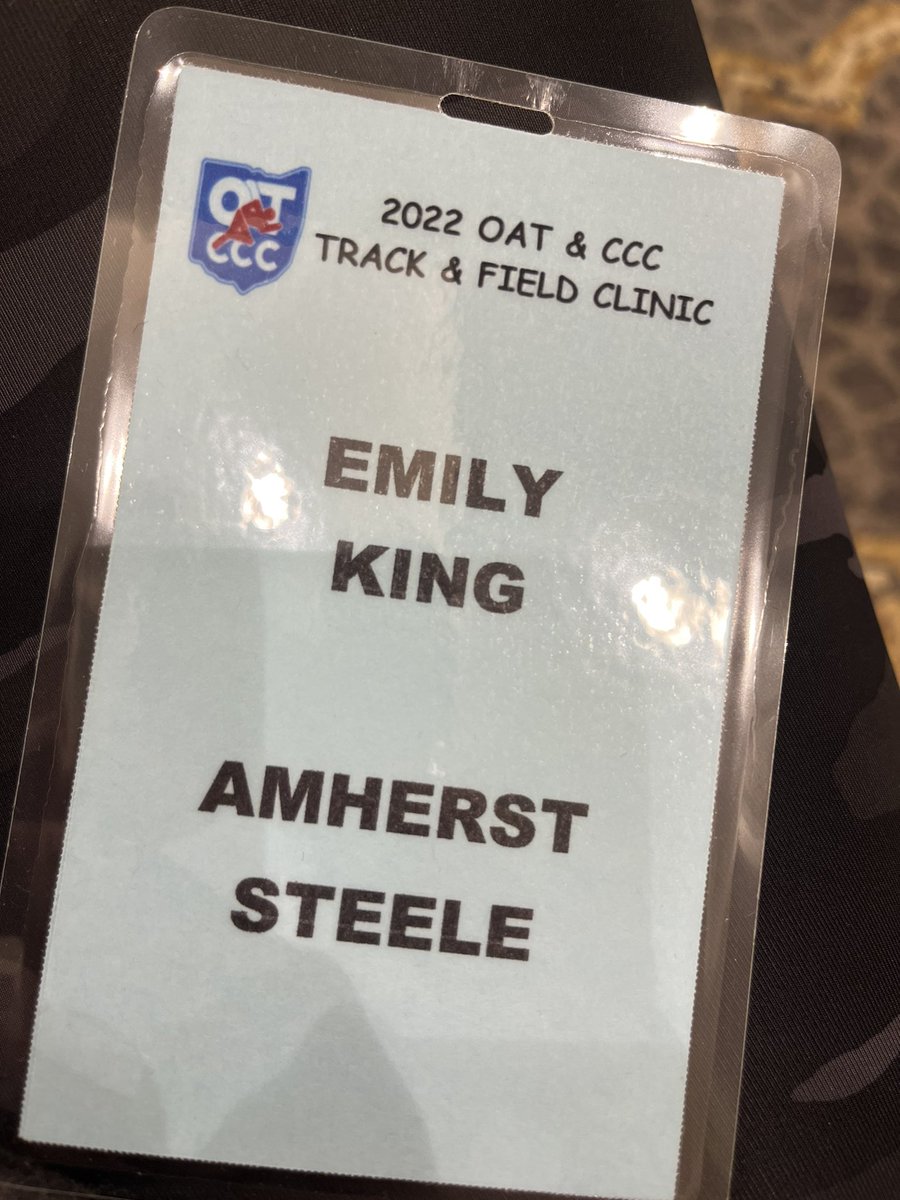 OAT
CCC
2022 OAT & CCC
TRACK & FIELD CLINIC
EMILY
KING
AMHERST
STEELE